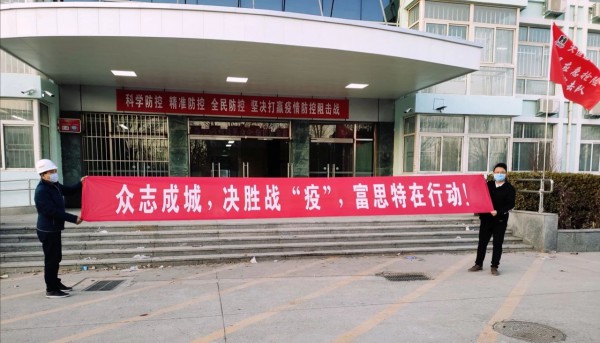 科学防控 精准防控 全民防控 坚决打赢疫情防控阻击战
众志成城，决胜战“疫”，富思特在行动！